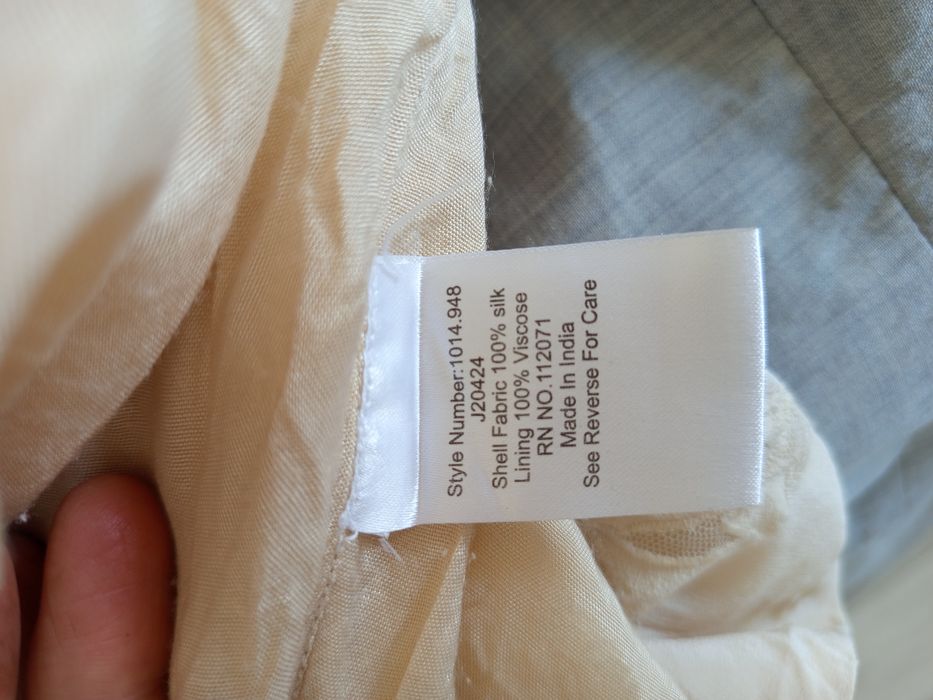 Style Number:1014.948
J20424
Shell Fabric 100% silk
Lining 100% Viscose
RN NO.112071
Made In India
See Reverse For Care